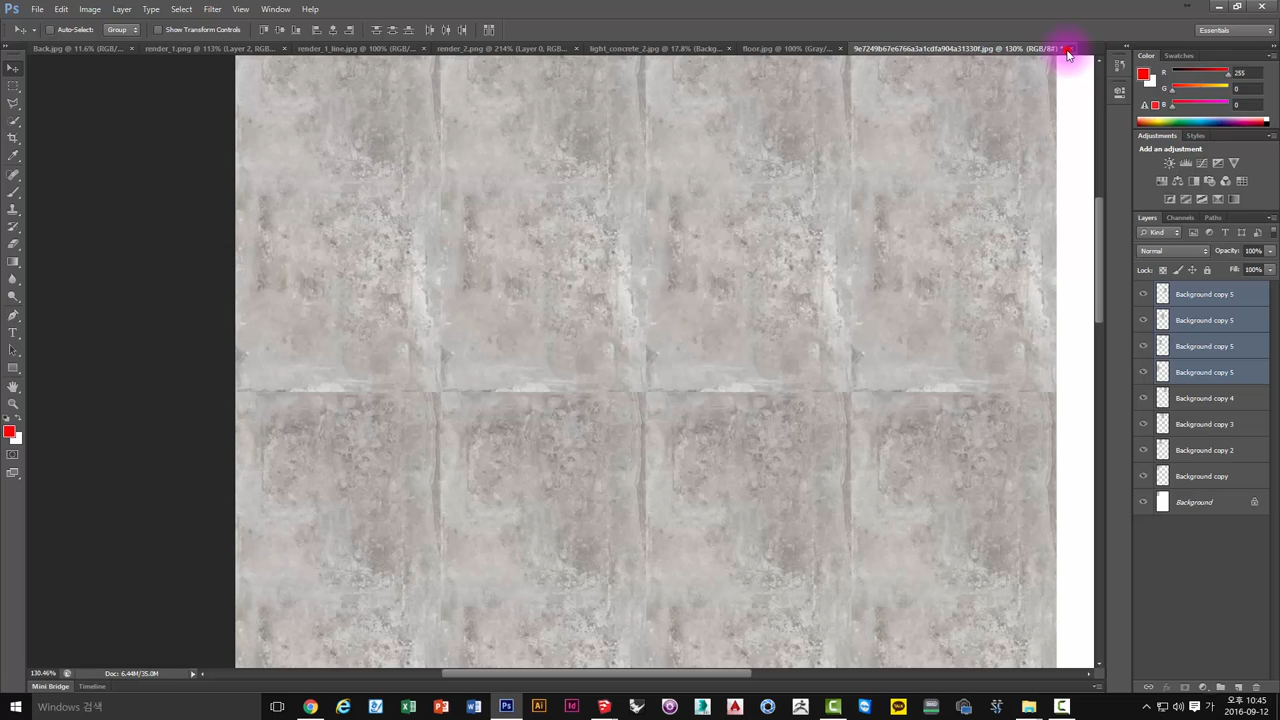 Ps File Edit Image Layer Type Select Filter 3D View Window Help
Auto-Select: Group Show Transform Controls Essentials
Back.jpg @ 11.6% (RGB/... render_1.png @ 113% (Layer 2, RGB... render_1_line.jpg @ 100% (RGB/... render_2.png @ 214% (Layer 0, RGB... light_concrete_2.jpg @ 17.8% (Backg... floor.jpg @ 100% (Gray/... 9e7249b67e6766a3a1cdfa904a31330f.jpg @ 130% (RGB/8#) *
Color Swatches
R 255
G 0
B 0
Adjustments Styles
Add an adjustment
Layers Channels Paths
Kind
Normal Opacity: 100%
Lock: Fill: 100%
Background copy 5
Background copy 5
Background copy 5
Background copy 5
Background copy 4
Background copy 3
Background copy 2
Background copy
Background
130.46% Doc: 6.44M/35.0M
Mini Bridge Timeline
Windows 검색
오후 10:45
2016-09-12